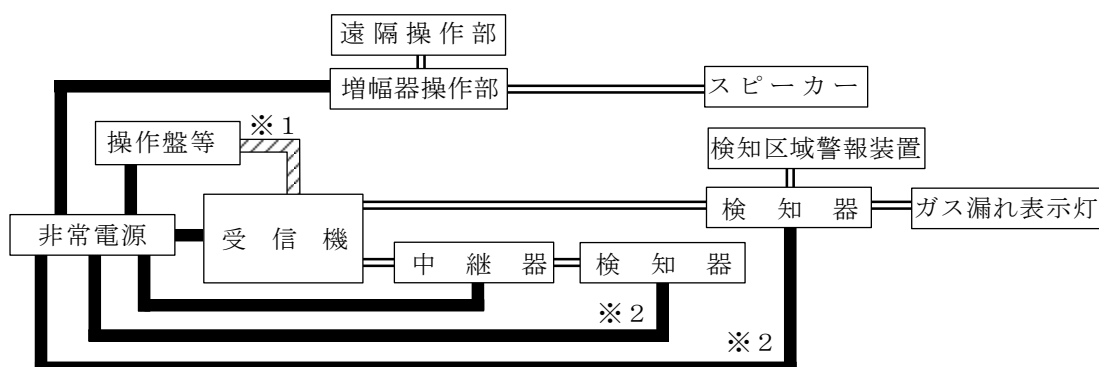 遠隔操作部
増幅器操作部
スピーカー
※1
操作盤等
検知区域警報装置
検知器
ガス漏れ表示灯
非常電源
受信機
中継器
検知器
※2
※2